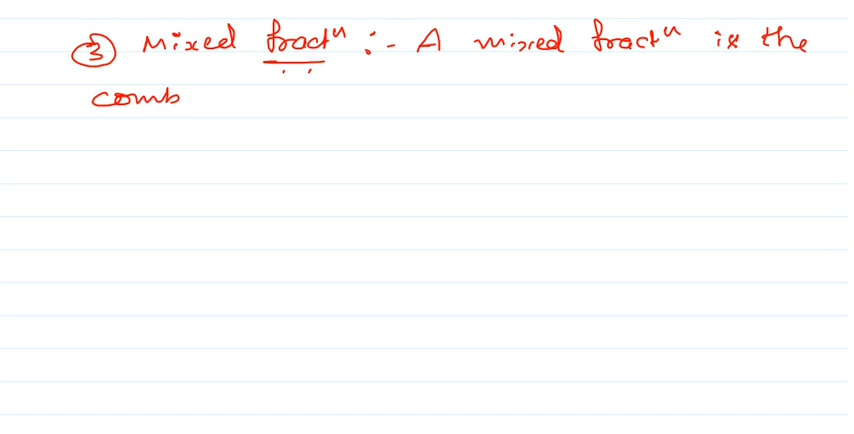 ③ Mixed fractⁿ :- A mixed fractⁿ is the
comb